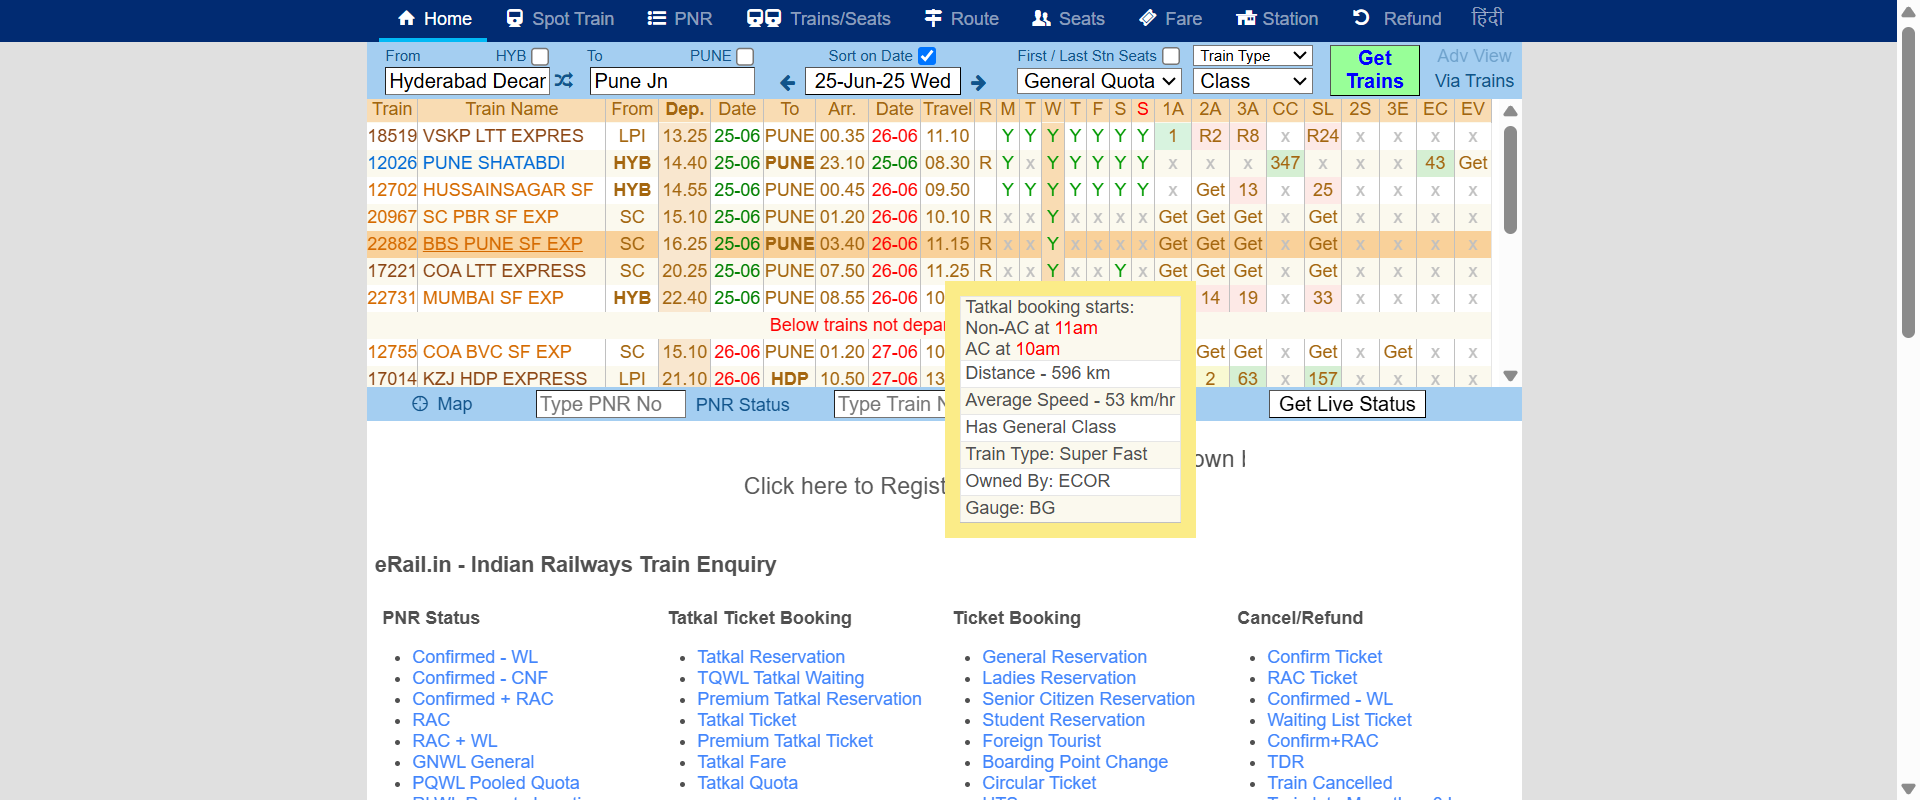 Home Spot Train PNR Trains/Seats Route Seats Fare Station Refund हिंदी
From HYB To PUNE Sort on Date First / Last Stn Seats Train Type Get Trains Adv View
Hyderabad Decar Pune Jn 25-Jun-25 Wed General Quota Class Via Trains
Train Train Name From Dep. Date To Arr. Date Travel R M T W T F S S 1A 2A 3A CC SL 2S 3E EC EV
18519 VSKP LTT EXPRES LPI 13.25 25-06 PUNE 00.35 26-06 11.10 Y Y Y Y Y Y Y 1 R2 R8 x R24 x x x x
12026 PUNE SHATABDI HYB 14.40 25-06 PUNE 23.10 25-06 08.30 R Y x Y Y Y Y Y x x x 347 x x x 43 Get
12702 HUSSAINSAGAR SF HYB 14.55 25-06 PUNE 00.45 26-06 09.50 Y Y Y Y Y Y Y x Get 13 x 25 x x x x
20967 SC PBR SF EXP SC 15.10 25-06 PUNE 01.20 26-06 10.10 R x x Y x x x x Get Get Get x Get x x x x
22882 BBS PUNE SF EXP SC 16.25 25-06 PUNE 03.40 26-06 11.15 R x x Y x x x x Get Get Get x Get x x x x
17221 COA LTT EXPRESS SC 20.25 25-06 PUNE 07.50 26-06 11.25 R x x Y x x Y x Get Get Get x Get x x x x
22731 MUMBAI SF EXP HYB 22.40 25-06 PUNE 08.55 26-06 10 14 19 x 33 x x x x
Below trains not depar
12755 COA BVC SF EXP SC 15.10 26-06 PUNE 01.20 27-06 10 Get Get x Get x Get x x
17014 KZJ HDP EXPRESS LPI 21.10 26-06 HDP 10.50 27-06 13 2 63 x 157 x x x x
Tatkal booking starts:
Non-AC at 11am
AC at 10am
Distance - 596 km
Average Speed - 53 km/hr
Has General Class
Train Type: Super Fast
Owned By: ECOR
Gauge: BG
Map Type PNR No PNR Status Type Train N Get Live Status
own
Click here to Regist
eRail.in - Indian Railways Train Enquiry
PNR Status
Confirmed - WL
Confirmed - CNF
Confirmed + RAC
RAC
RAC + WL
GNWL General
PQWL Pooled Quota
Tatkal Ticket Booking
Tatkal Reservation
TQWL Tatkal Waiting
Premium Tatkal Reservation
Tatkal Ticket
Premium Tatkal Ticket
Tatkal Fare
Tatkal Quota
Ticket Booking
General Reservation
Ladies Reservation
Senior Citizen Reservation
Student Reservation
Foreign Tourist
Boarding Point Change
Circular Ticket
Cancel/Refund
Confirm Ticket
RAC Ticket
Confirmed - WL
Waiting List Ticket
Confirm+RAC
TDR
Train Cancelled